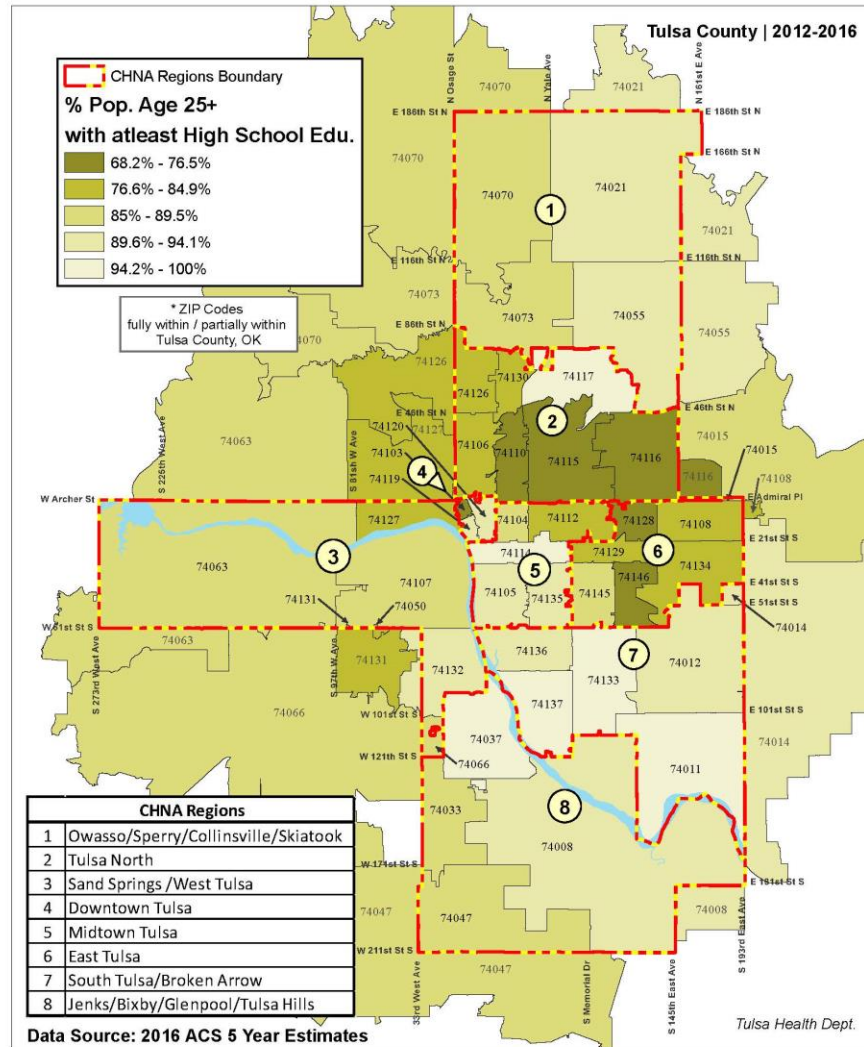 Tulsa County | 2012-2016
CHNA Regions Boundary
% Pop. Age 25+
with atleast High School Edu.
68.2% - 76.5%
76.6% - 84.9%
85% - 89.5%
89.6% - 94.1%
94.2% - 100%
* ZIP Codes
fully within / partially within
Tulsa County, OK
N Osage St
N Yale Ave
N 161st E Ave
74070
74021
E 186th St N
E 186th St N
E 166th St N
74070
74070
74021
1
74021
E 116th St N
E 116th St N
74073
74073
74055
74055
E 86th St N
74070
74126
74130
74117
74126
E 46th St N
E 46th St N
74120
74127
2
74015
74063
74103
74106
74110
74115
74116
74015
S 225th West Ave
S 81st W Ave
4
74119
74116
74108
W Archer St
E Admiral Pl
74127
74104
74112
74128
74108
E 21st St S
3
74114
74129
6
74063
5
74134
74107
74146
E 41st St S
74131
74050
74105
74135
74145
E 51st St S
W 61st St S
74014
74063
74136
7
S 273rd West Ave
S 97th W Ave
74131
74132
74133
74012
74066
74137
W 101st St S
E 101st St S
74037
74014
W 121th St S
74066
74011
8
74033
74008
W 171st St S
E 181st St S
74047
74047
74008
W 211st St S
74047
33rd West Ave
S Memorial Dr
S 145th East Ave
S 193rd East Ave
CHNA Regions
1 Owasso/Sperry/Collinsville/Skiatook
2 Tulsa North
3 Sand Springs /West Tulsa
4 Downtown Tulsa
5 Midtown Tulsa
6 East Tulsa
7 South Tulsa/Broken Arrow
8 Jenks/Bixby/Glenpool/Tulsa Hills
Data Source: 2016 ACS 5 Year Estimates
Tulsa Health Dept.